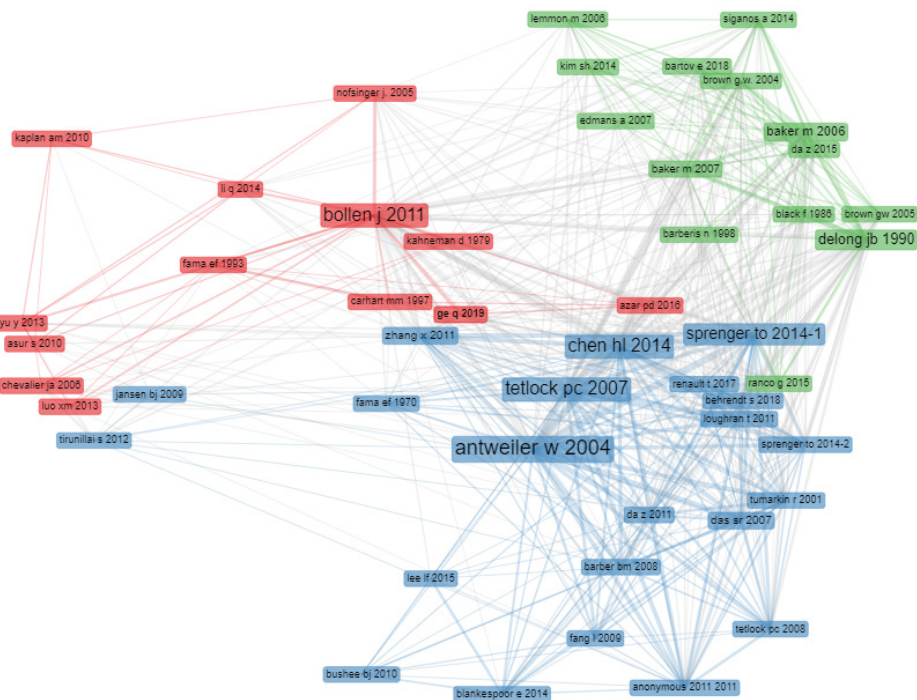 lemmon m 2006
siganos a 2014
kim sh 2014
bartov e 2018
brown g.w. 2004
nofsinger j. 2005
edmans a 2007
baker m 2006
kaplan am 2010
da z 2015
baker m 2007
li q 2014
bollen j 2011
black f 1986
brown gw 2005
kahneman d 1979
barberis n 1998
delong jb 1990
fama ef 1993
carhart mm 1997
azar pd 2016
ge q 2019
yu y 2013
zhang x 2011
sprenger to 2014-1
asur s 2010
chen hl 2014
chevalier ja 2006
jansen bj 2009
tetlock pc 2007
renault t 2017
ranco g 2015
luo xm 2013
fama ef 1970
behrendt s 2018
loughran t 2011
tirunillai s 2012
antweiler w 2004
sprenger to 2014-2
tumarkin r 2001
da z 2011
das sr 2007
lee lf 2015
barber bm 2008
fang l 2009
tetlock pc 2008
bushee bj 2010
blankespoor e 2014
anonymous 2011 2011